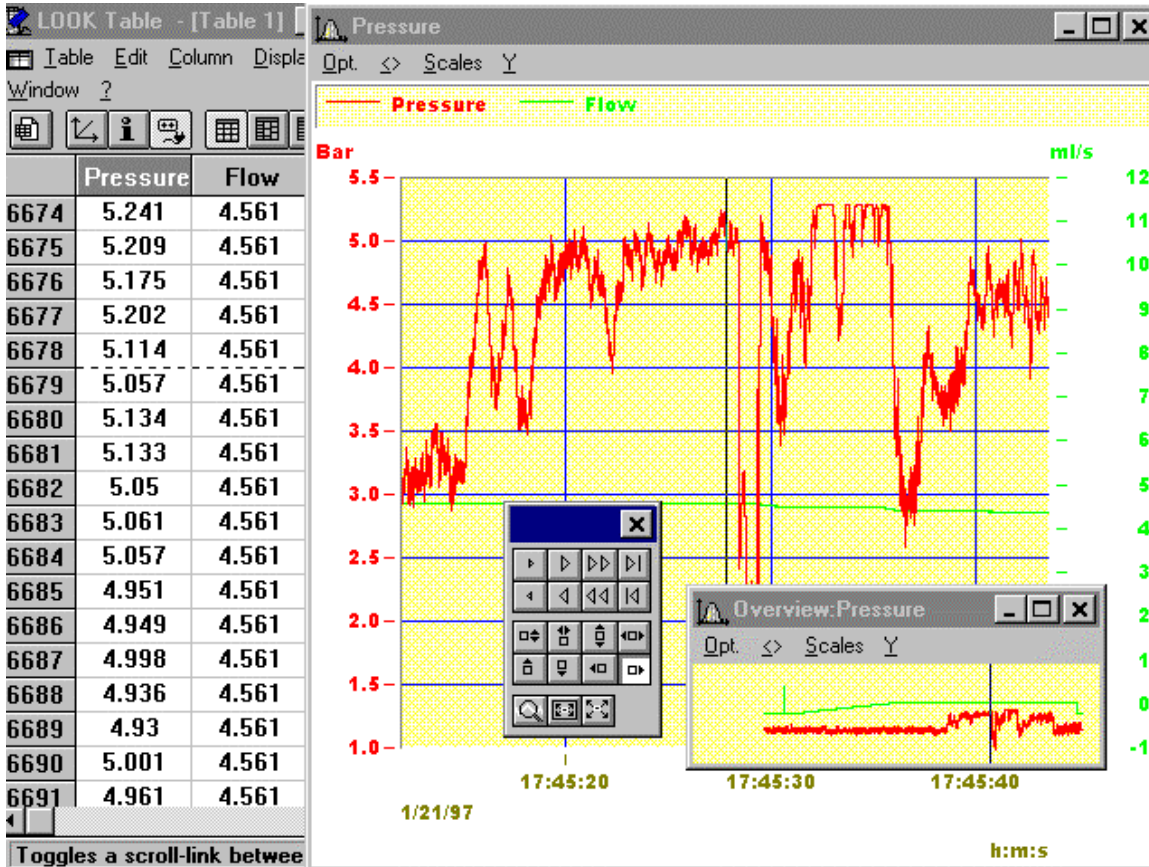 LOOK Table - [Table 1]
Table Edit Column Displa
Window ?
Pressure Flow
6674 5.241 4.561
6675 5.209 4.561
6676 5.175 4.561
6677 5.202 4.561
6678 5.114 4.561
6679 5.057 4.561
6680 5.134 4.561
6681 5.133 4.561
6682 5.05 4.561
6683 5.061 4.561
6684 5.057 4.561
6685 4.951 4.561
6686 4.949 4.561
6687 4.998 4.561
6688 4.936 4.561
6689 4.93 4.561
6690 5.001 4.561
6691 4.961 4.561
Toggles a scroll-link betwee
Pressure
Opt. <> Scales Y
Pressure Flow
Bar
5.5
5.0
4.5
4.0
3.5
3.0
2.5
2.0
1.5
1.0
ml/s
12
11
10
9
8
7
6
5
4
3
2
1
0
-1
17:45:20 17:45:30 17:45:40
1/21/97
h:m:s
Overview:Pressure
Opt. <> Scales Y